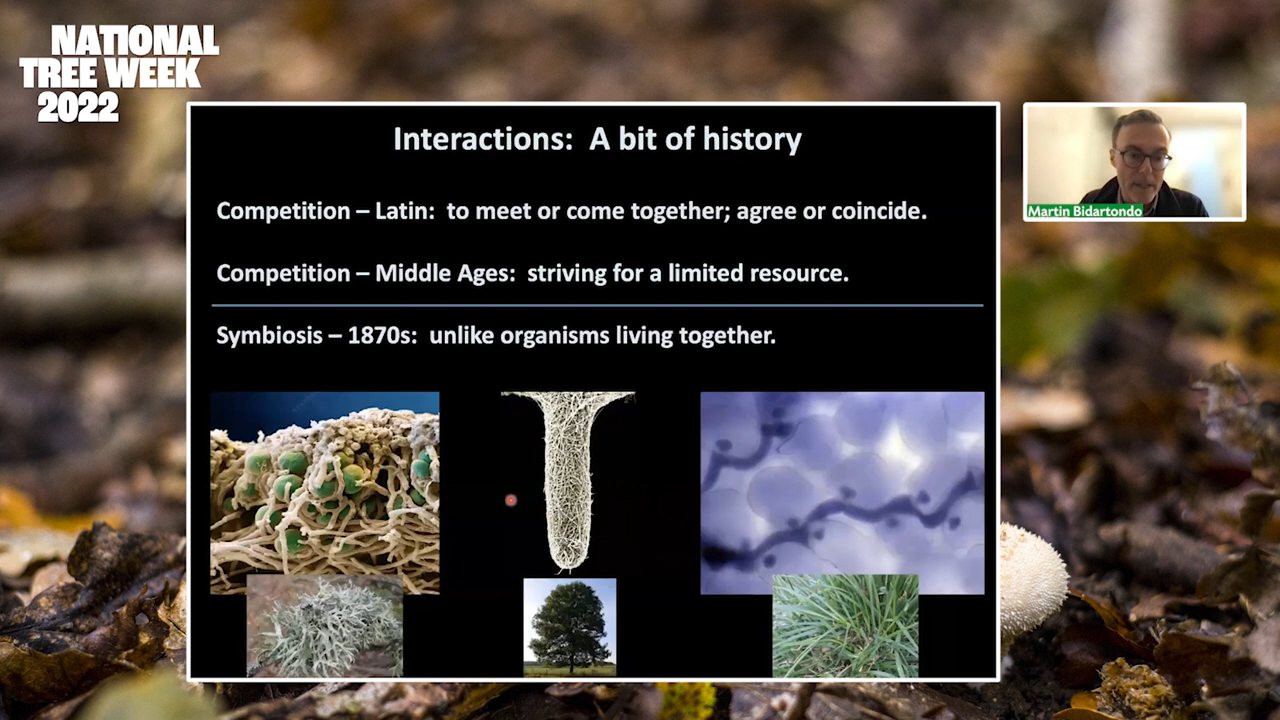 NATIONAL
TREE WEEK
2022
Interactions:  A bit of history
Competition – Latin:  to meet or come together; agree or coincide.
Competition – Middle Ages:  striving for a limited resource.
Symbiosis – 1870s:  unlike organisms living together.
Martin Bidartondo